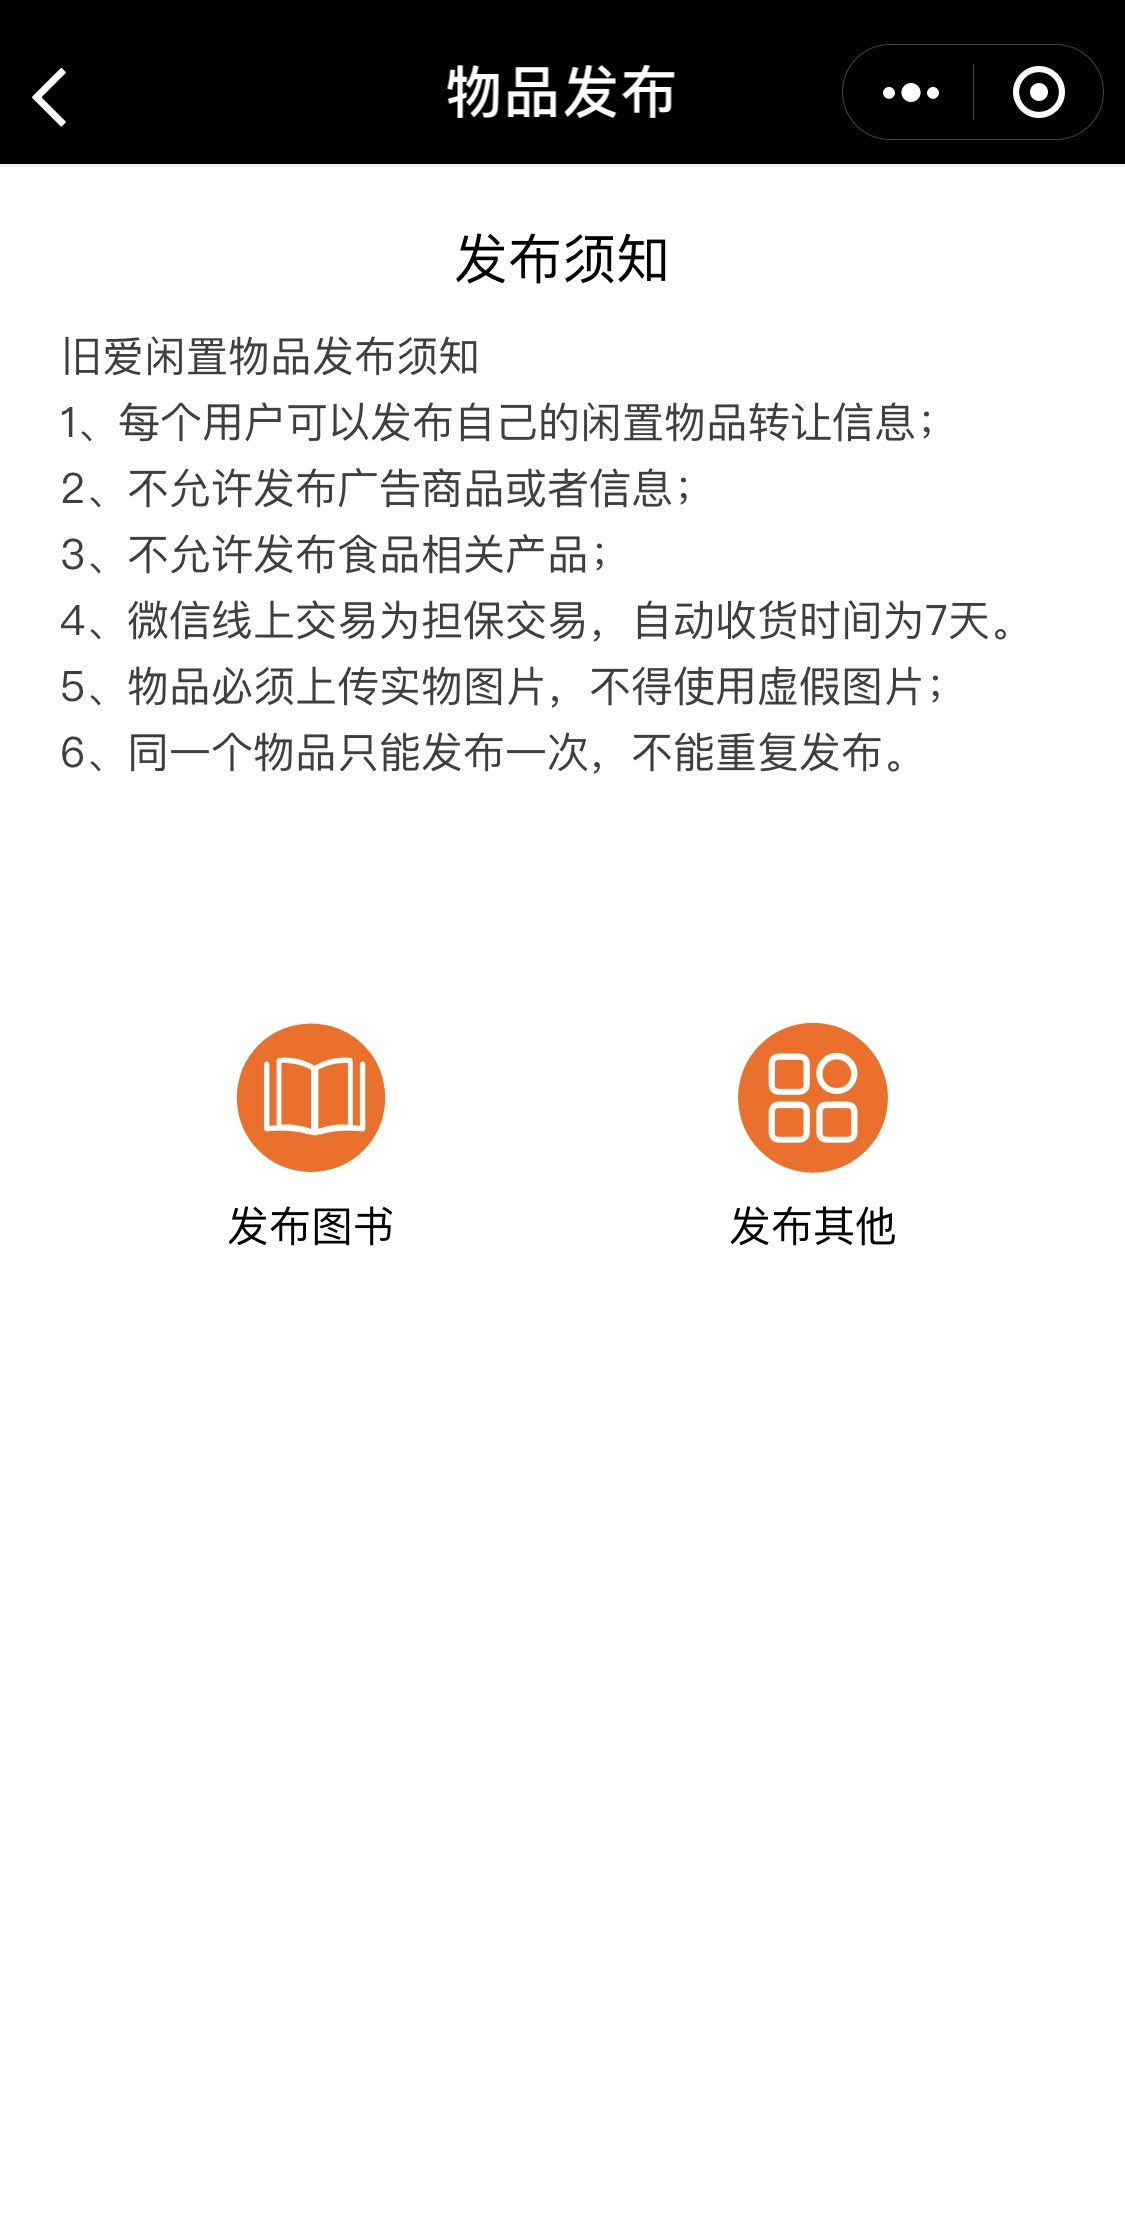 物品发布
发布须知
旧爱闲置物品发布须知
1、每个用户可以发布自己的闲置物品转让信息；
2、不允许发布广告商品或者信息；
3、不允许发布食品相关产品；
4、微信线上交易为担保交易，自动收货时间为7天。
5、物品必须上传实物图片，不得使用虚假图片；
6、同一个物品只能发布一次，不能重复发布。
发布图书
发布其他